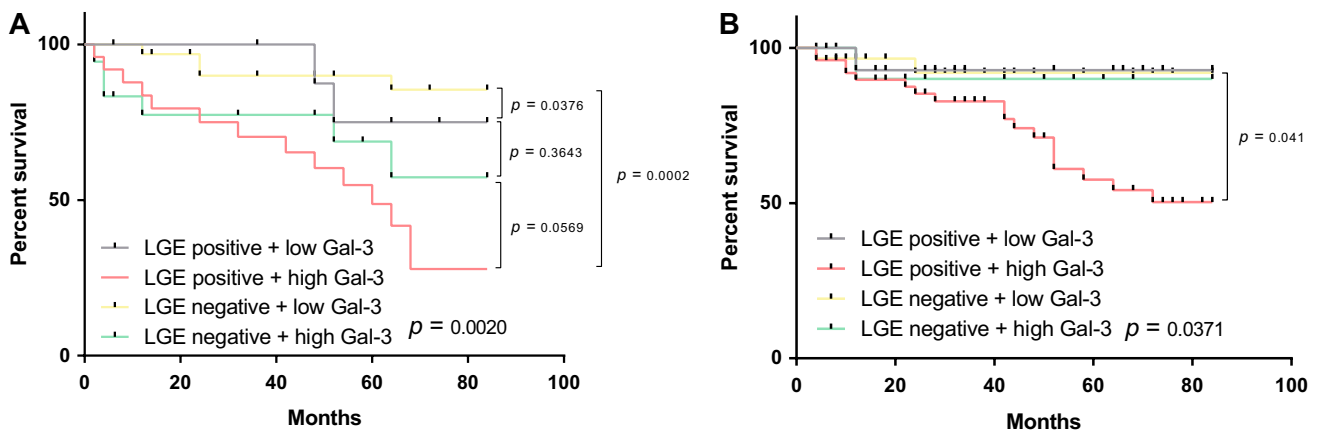 A
Percent survival
100
50
0
0 20 40 60 80 100
Months
LGE positive + low Gal-3
LGE positive + high Gal-3
LGE negative + low Gal-3
LGE negative + high Gal-3
p = 0.0020
p = 0.0376
p = 0.3643
p = 0.0569
p = 0.0002
B
Percent survival
100
50
0
0 20 40 60 80 100
Months
LGE positive + low Gal-3
LGE positive + high Gal-3
LGE negative + low Gal-3
LGE negative + high Gal-3
p = 0.0371
p = 0.041